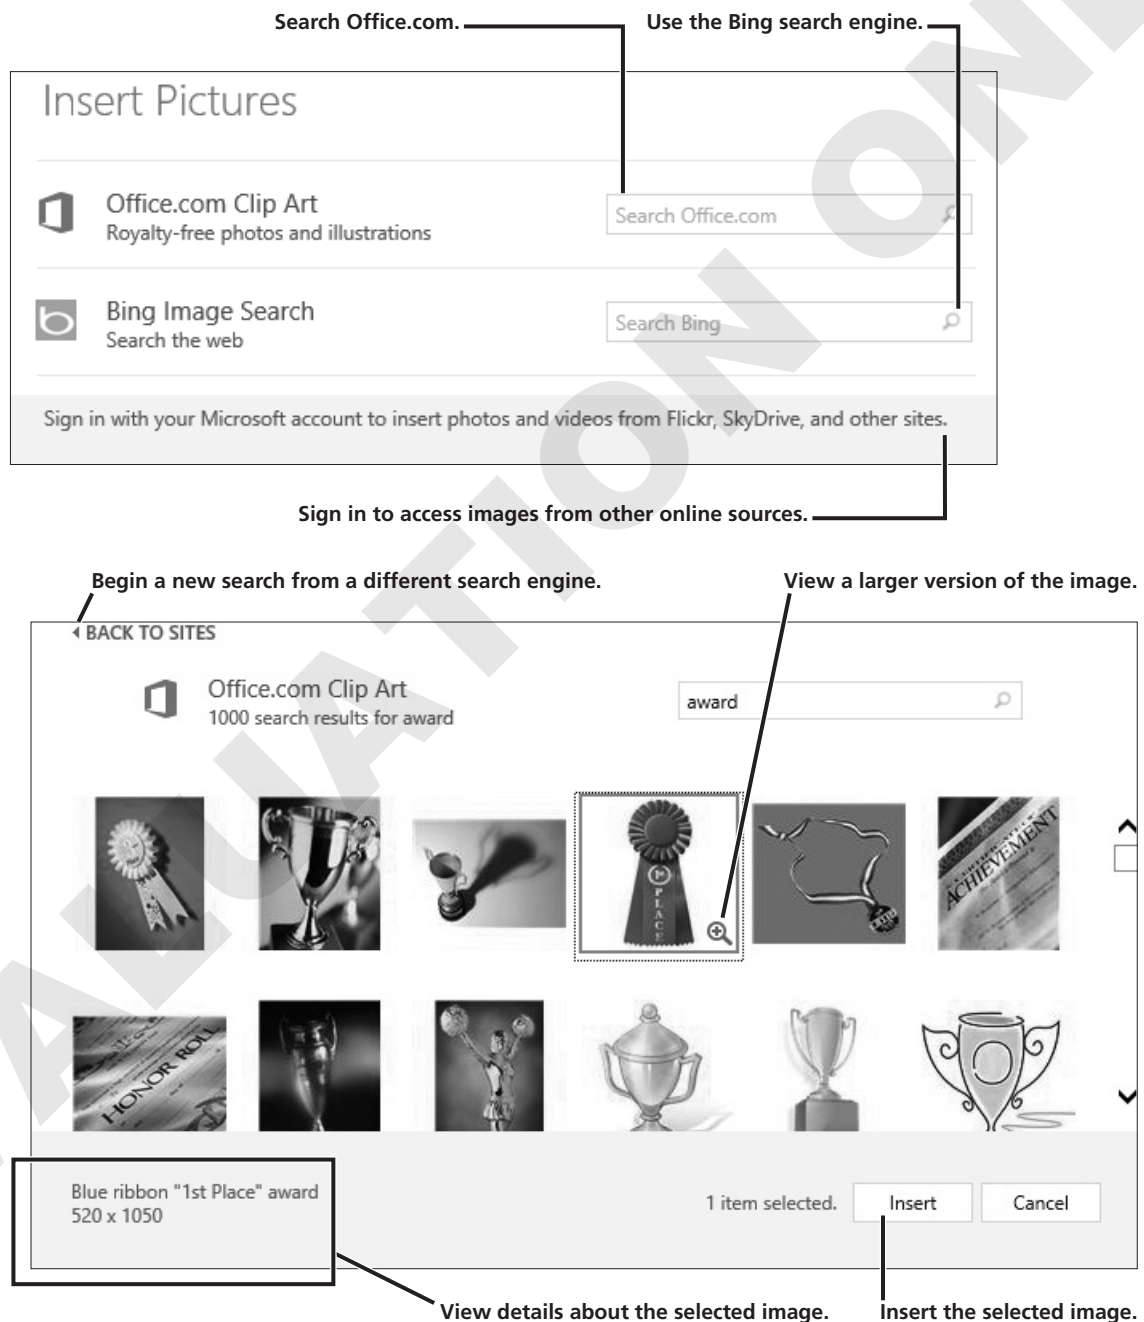 Search Office.com.
Use the Bing search engine.
Insert Pictures
Office.com Clip Art
Royalty-free photos and illustrations
Search Office.com
Bing Image Search
Search the web
Search Bing
Sign in with your Microsoft account to insert photos and videos from Flickr, SkyDrive, and other sites.
Sign in to access images from other online sources.
Begin a new search from a different search engine.
View a larger version of the image.
BACK TO SITES
Office.com Clip Art
1000 search results for award
award
1st
PLACE
ACHIEVEMENT
HONOR ROLL
Blue ribbon "1st Place" award
520 x 1050
1 item selected.
Insert
Cancel
View details about the selected image.
Insert the selected image.
ALUATION ONL